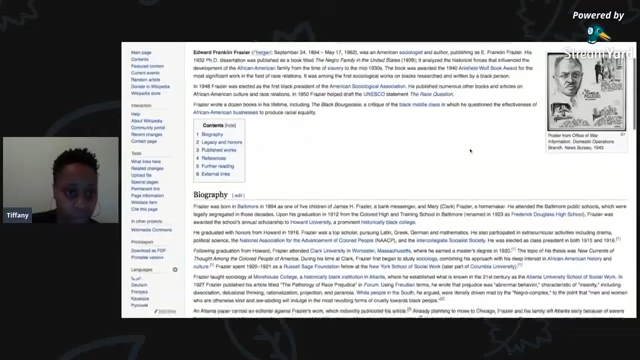 Powered by
StreamYard
Main page
Contents
Featured content
Current events
Random article
Donate to Wikipedia
Wikipedia store
Interaction
Help
About Wikipedia
Community portal
Recent changes
Contact page
Tools
What links here
Related changes
Upload file
Special pages
Permanent link
Page information
Wikidata item
Cite this page
In other projects
Wikimedia Commons
Print/export
Download as PDF
Printable version
Languages
Deutsch
Français
Edward Franklin Frazier
September 24, 1894 – May 17, 1962), was an American sociologist and author, publishing as E. Franklin Frazier. His
1932 Ph.D. dissertation was published as a book titled The Negro Family in the United States (1939); it analyzed the historical forces that influenced the
development of the African-American family from the time of slavery to the mid-1930s. The book was awarded the 1940 Anisfield-Wolf Book Award for the
most significant work in the field of race relations. It was among the first sociological works on blacks researched and written by a black person.
In 1948 Frazier was elected as the first black president of the American Sociological Association. He published numerous other books and articles on
African-American culture and race relations. In 1950 Frazier helped draft the UNESCO statement The Race Question.
Frazier wrote a dozen books in his lifetime, including The Black Bourgeoisie, a critique of the black middle class in which he questioned the effectiveness of
African-American businesses to produce racial equality.
Contents [hide]
1 Biography
2 Legacy and honors
3 Published works
4 References
5 Further reading
6 External links
Poster from Office of War
Information. Domestic Operations
Branch. News Bureau, 1943
Biography [ edit ]
Frazier was born in Baltimore in 1894 as one of five children of James H. Frazier, a bank messenger, and Mary (Clark) Frazier, a homemaker. He attended the Baltimore public schools, which were
legally segregated in those decades. Upon his graduation in 1912 from the Colored High and Training School in Baltimore (renamed in 1923 as Frederick Douglass High School), Frazier was
awarded the school's annual scholarship to Howard University, a prominent historically black college.
He graduated with honors from Howard in 1916. Frazier was a top scholar, pursuing Latin, Greek, German and mathematics. He also participated in extracurricular activities including drama,
political science, the National Association for the Advancement of Colored People (NAACP), and the Intercollegiate Socialist Society. He was elected as class president in both 1915 and 1916.[1]
Following graduation from Howard, Frazier attended Clark University in Worcester, Massachusetts, where he earned a master's degree in 1920.[1] The topic of his thesis was New Currents of
Thought Among the Colored People of America. During his time at Clark, Frazier first began to study sociology, combining his approach with his deep interest in African-American history and
culture.[1] Frazier spent 1920–1921 as a Russell Sage Foundation fellow at the New York School of Social Work (later part of Columbia University).[1]
Frazier taught sociology at Morehouse College, a historically black institution in Atlanta, where he established what is known in the 21st century as the Atlanta University School of Social Work. In
1927 Frazier published his article titled "The Pathology of Race Prejudice" in Forum. Using Freudian terms, he wrote that prejudice was "abnormal behavior," characteristic of "insanity," including
dissociation, delusional thinking, rationalization, projection, and paranoia. White people in the South, he argued, were literally driven mad by the "Negro-complex," to the point that "men and women
who are otherwise kind and law-abiding will indulge in the most revolting forms of cruelty towards black people."
An Atlanta paper carried an editorial against Frazier's work, which indirectly publicized his article. Already planning to move to Chicago, Frazier and his family left Atlanta
Tiffany